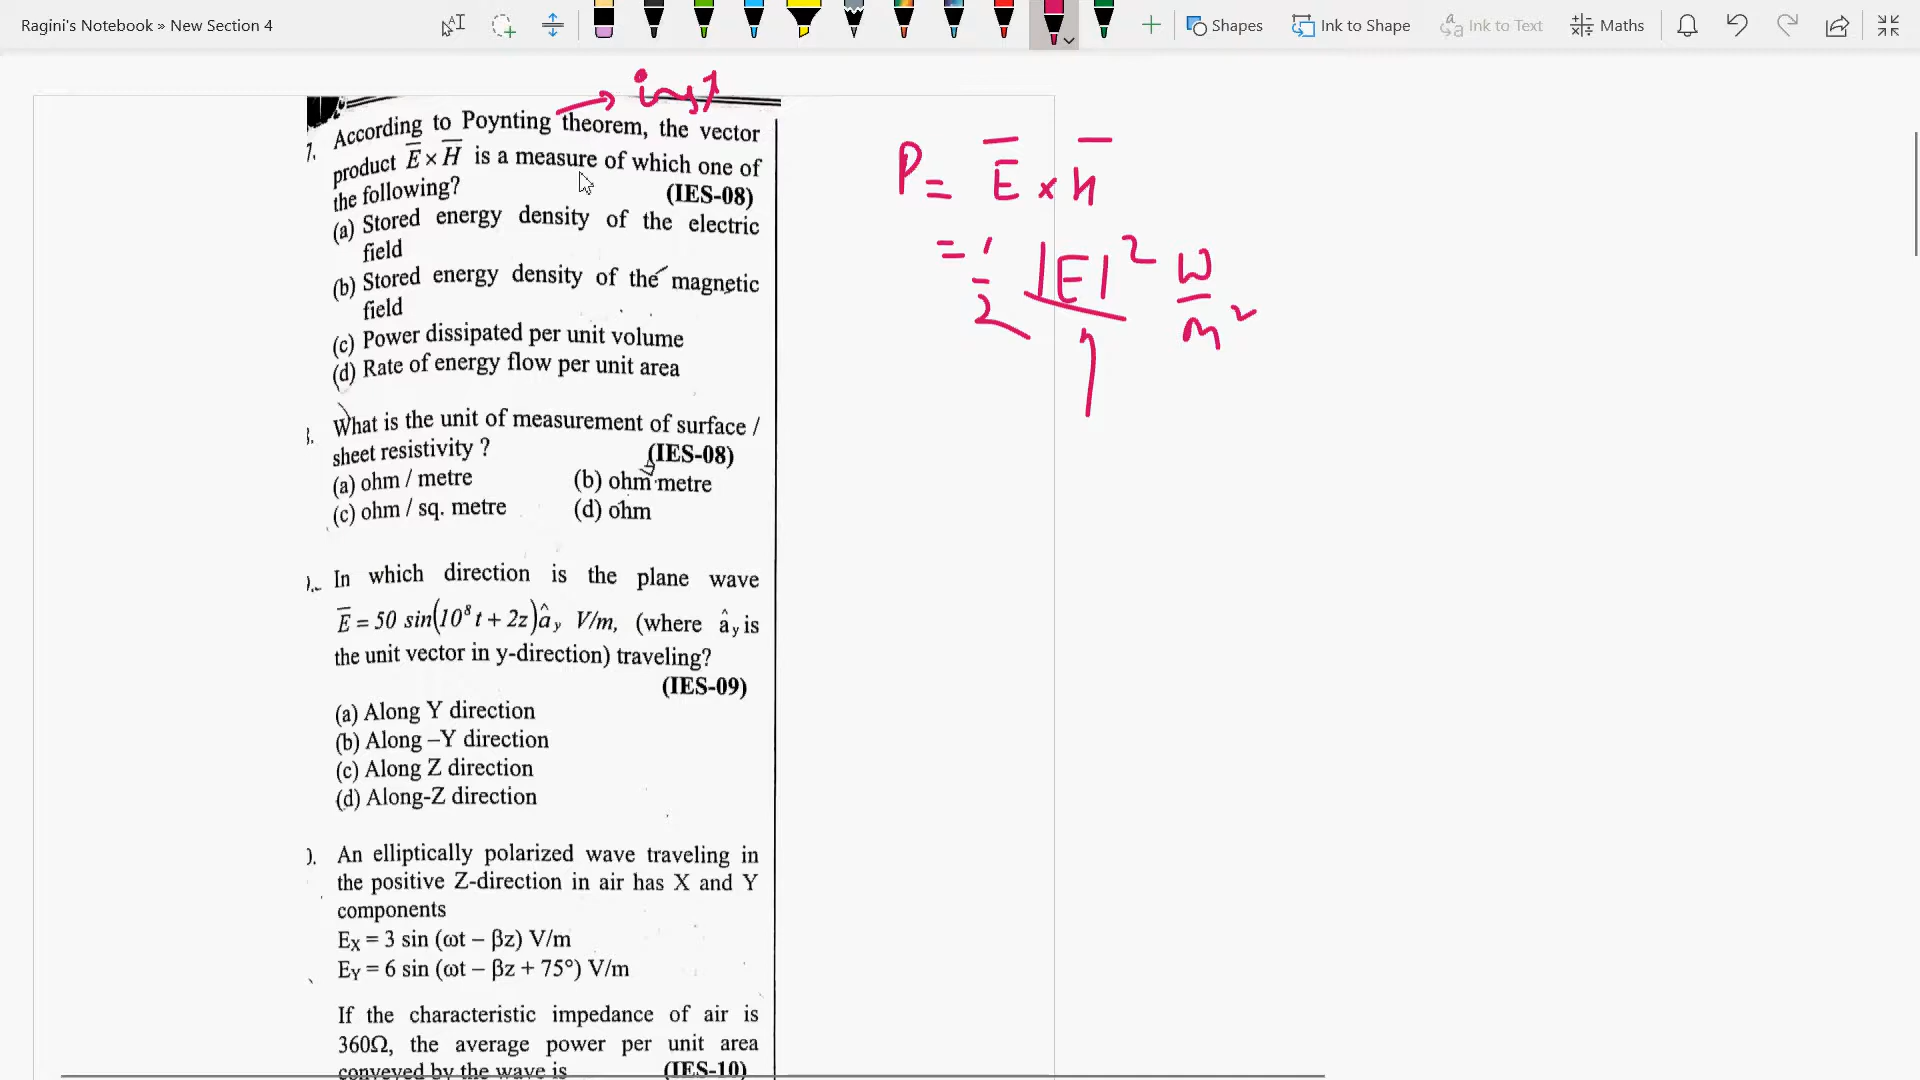 Ragini's Notebook » New Section 4
Shapes
Ink to Shape
Ink to Text
Maths
inst
7. According to Poynting theorem, the vector
product E × H is a measure of which one of
the following? (IES-08)
(a) Stored energy density of the electric
field
(b) Stored energy density of the magnetic
field
(c) Power dissipated per unit volume
(d) Rate of energy flow per unit area
What is the unit of measurement of surface /
sheet resistivity ? (IES-08)
(a) ohm / metre (b) ohm metre
(c) ohm / sq. metre (d) ohm
In which direction is the plane wave
E = 50 sin(10⁸ t + 2z)â y V/m, (where â y is
the unit vector in y-direction) traveling?
(IES-09)
(a) Along Y direction
(b) Along –Y direction
(c) Along Z direction
(d) Along-Z direction
An elliptically polarized wave traveling in
the positive Z-direction in air has X and Y
components
EX = 3 sin (ωt – βz) V/m
EY = 6 sin (ωt – βz + 75°) V/m
If the characteristic impedance of air is
360Ω, the average power per unit area
conveyed by the wave is (IES-10)
P = E × H
= 1/2 |E|²/η W/m²